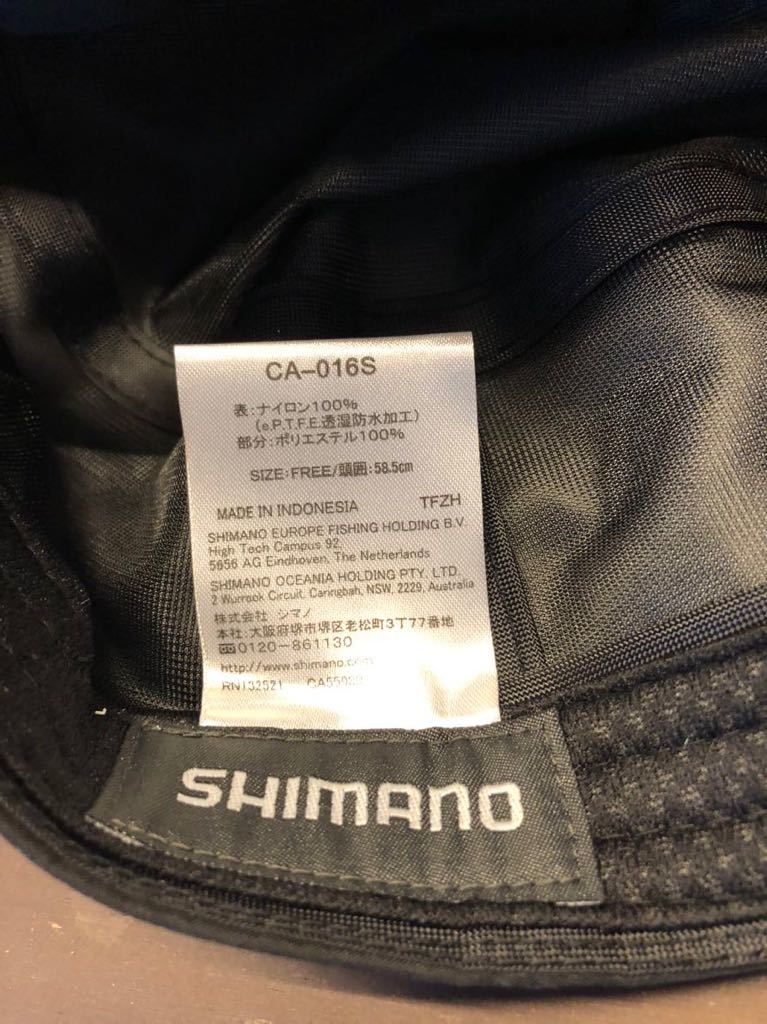 CA-016S
表:ナイロン100%
(e.P.T.F.E.透湿防水加工)
部分:ポリエステル100%
SIZE:FREE/頭囲:58.5cm
MADE IN INDONESIA TFZH
SHIMANO EUROPE FISHING HOLDING B.V.
High Tech Campus 92,
5656 AG Eindhoven, The Netherlands
SHIMANO OCEANIA HOLDING PTY. LTD.
2 Wurrook Circuit, Caringbah, NSW, 2229, Australia
株式会社 シマノ
本社:大阪府堺市堺区老松町3丁77番地
0120-861130
http://www.shimano.com
RN132521
SHIMANO